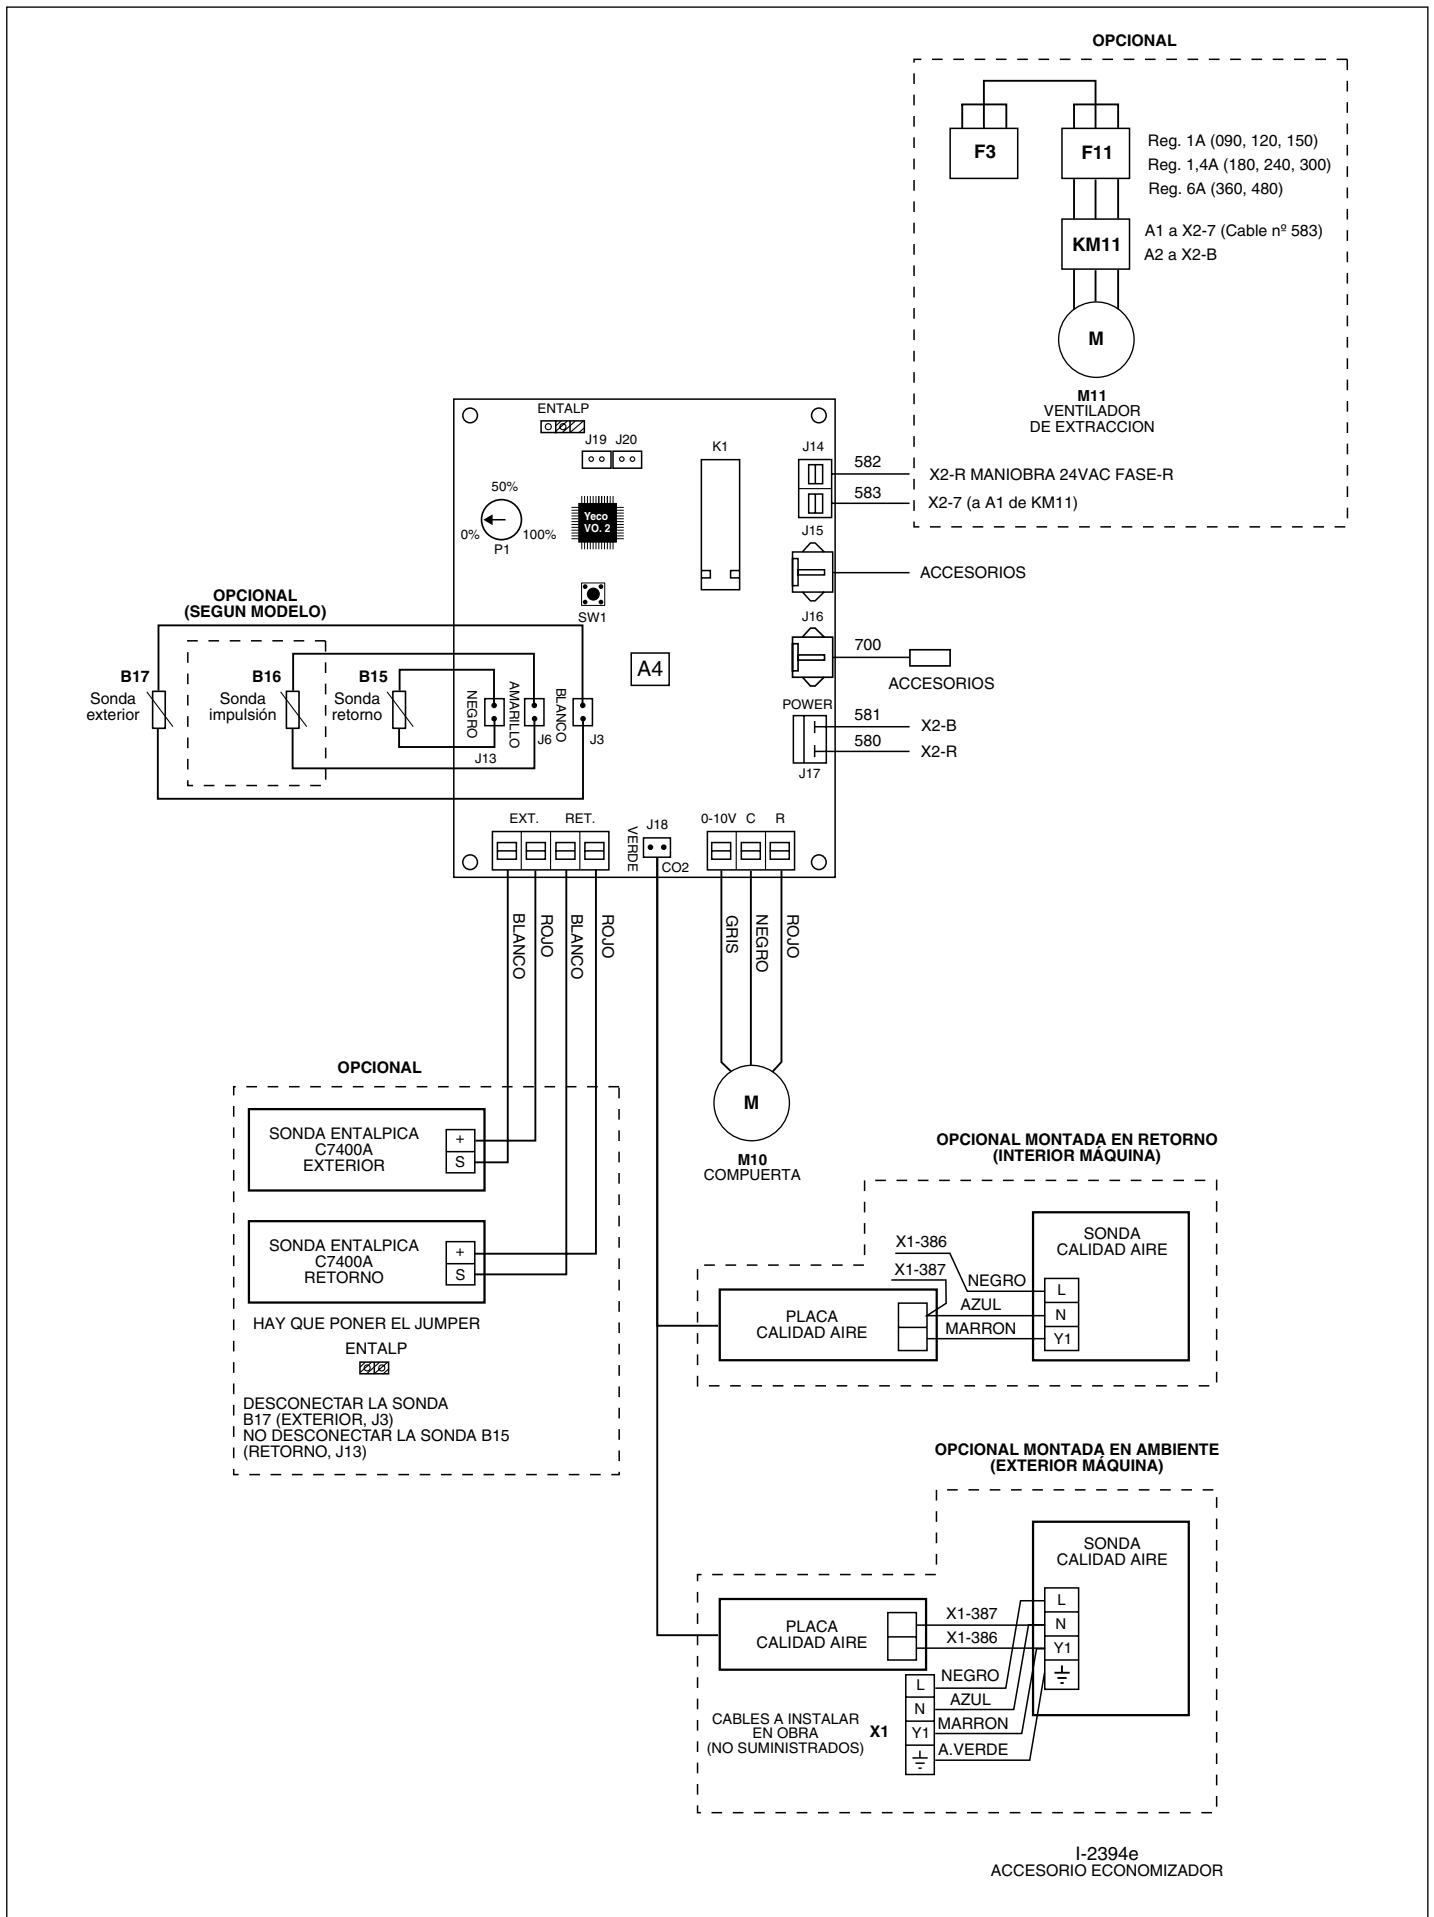 OPCIONAL
F3
F11
Reg. 1A (090, 120, 150)
Reg. 1,4A (180, 240, 300)
Reg. 6A (360, 480)
KM11
A1 a X2-7 (Cable nº 583)
A2 a X2-B
M
M11
VENTILADOR
DE EXTRACCION
ENTALP
J19 J20
K1
J14
582
X2-R MANIOBRA 24VAC FASE-R
583
X2-7 (a A1 de KM11)
50%
0%
100%
P1
Yeco
VO. 2
J15
ACCESORIOS
SW1
J16
700
ACCESORIOS
A4
OPCIONAL
(SEGUN MODELO)
B17
Sonda
exterior
B16
Sonda
impulsión
B15
Sonda
retorno
NEGRO
AMARILLO
BLANCO
J13
J6
J3
POWER
581
X2-B
580
X2-R
J17
EXT.
RET.
VERDE
J18
CO2
0-10V C R
BLANCO
ROJO
BLANCO
ROJO
GRIS
NEGRO
ROJO
M
M10
COMPUERTA
OPCIONAL
SONDA ENTALPICA
C7400A
EXTERIOR
+
S
SONDA ENTALPICA
C7400A
RETORNO
+
S
HAY QUE PONER EL JUMPER
ENTALP
DESCONECTAR LA SONDA
B17 (EXTERIOR, J3)
NO DESCONECTAR LA SONDA B15
(RETORNO, J13)
OPCIONAL MONTADA EN RETORNO
(INTERIOR MÁQUINA)
SONDA
CALIDAD AIRE
X1-386
X1-387
NEGRO
AZUL
MARRON
L
N
Y1
PLACA
CALIDAD AIRE
OPCIONAL MONTADA EN AMBIENTE
(EXTERIOR MÁQUINA)
SONDA
CALIDAD AIRE
L
N
Y1
PLACA
CALIDAD AIRE
X1-387
X1-386
L
N
Y1
NEGRO
AZUL
MARRON
A.VERDE
CABLES A INSTALAR
EN OBRA
(NO SUMINISTRADOS)
X1
I-2394e
ACCESORIO ECONOMIZADOR